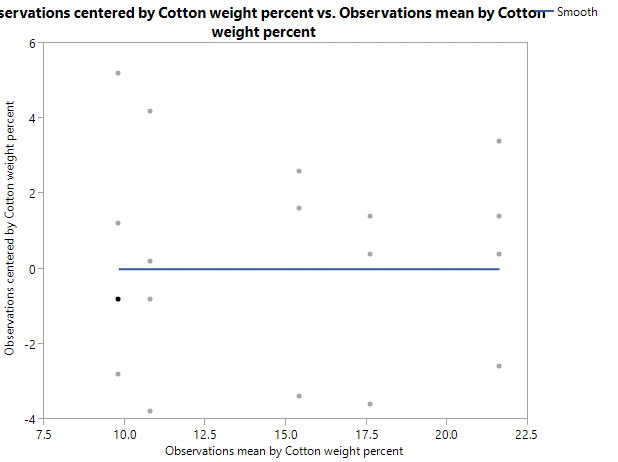 servations centered by Cotton weight percent vs. Observations mean by Cotton
weight percent
Smooth
Observations centered by Cotton weight percent
6
4
2
0
-2
-4
7.5 10.0 12.5 15.0 17.5 20.0 22.5
Observations mean by Cotton weight percent